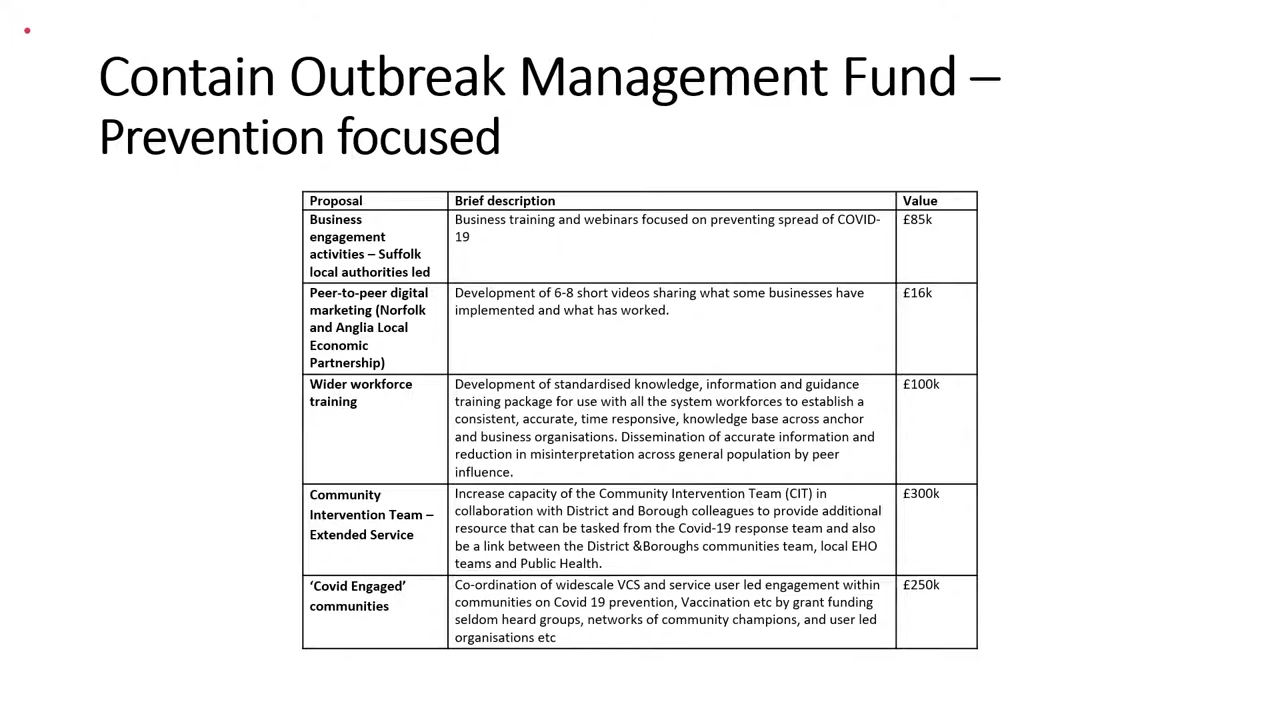 Contain Outbreak Management Fund –
Prevention focused
Proposal
Brief description
Value
Business
engagement
activities – Suffolk
local authorities led
Business training and webinars focused on preventing spread of COVID-
19
£85k
Peer-to-peer digital
marketing (Norfolk
and Anglia Local
Economic
Partnership)
Development of 6-8 short videos sharing what some businesses have
implemented and what has worked.
£16k
Wider workforce
training
Development of standardised knowledge, information and guidance
training package for use with all the system workforces to establish a
consistent, accurate, time responsive, knowledge base across anchor
and business organisations. Dissemination of accurate information and
reduction in misinterpretation across general population by peer
influence.
£100k
Community
Intervention Team –
Extended Service
Increase capacity of the Community Intervention Team (CIT) in
collaboration with District and Borough colleagues to provide additional
resource that can be tasked from the Covid-19 response team and also
be a link between the District &Boroughs communities team, local EHO
teams and Public Health.
£300k
‘Covid Engaged’
communities
Co-ordination of widescale VCS and service user led engagement within
communities on Covid 19 prevention, Vaccination etc by grant funding
seldom heard groups, networks of community champions, and user led
organisations etc
£250k